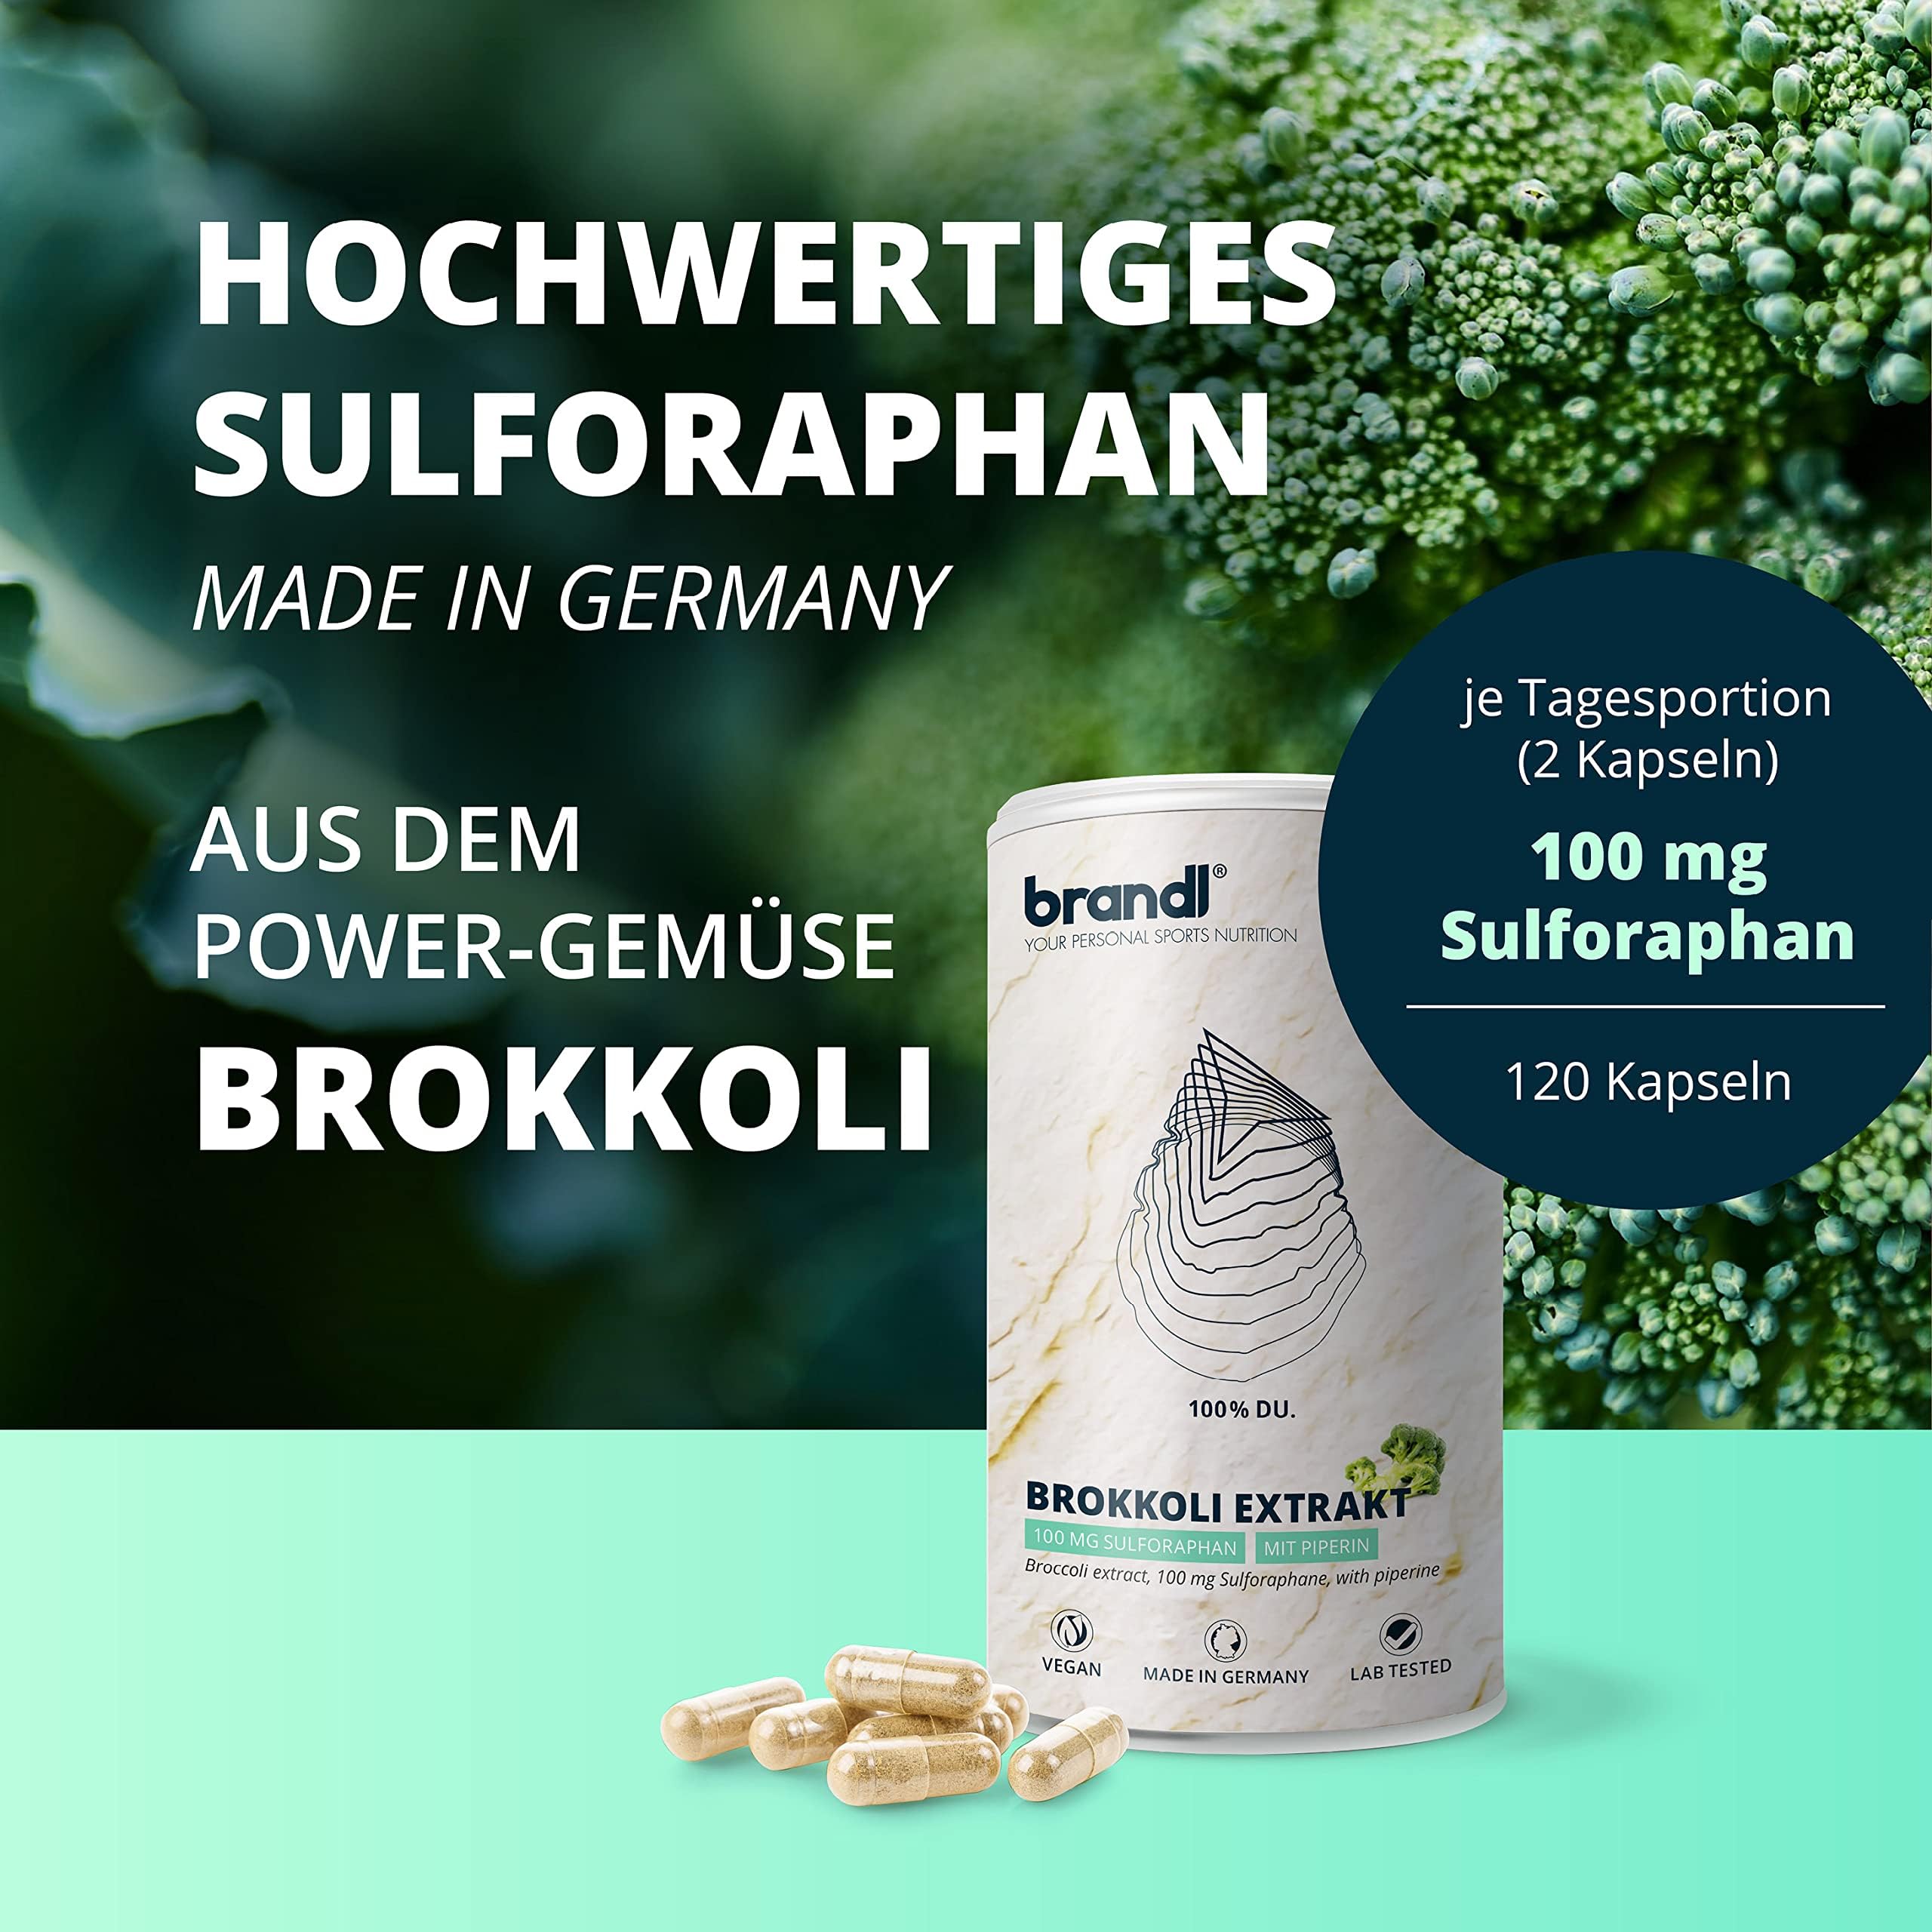 HOCHWERTIGES
SULFORAPHAN
MADE IN GERMANY
AUS DEM
POWER-GEMÜSE
BROKKOLI
je Tagesportion
(2 Kapseln)
100 mg
Sulforaphan
120 Kapseln
brandl®
YOUR PERSONAL SPORTS NUTRITION
100% DU.
BROKKOLI EXTRAKT
100 MG SULFORAPHAN MIT PIPERIN
Broccoli extract, 100 mg Sulforaphane, with piperine
VEGAN MADE IN GERMANY LAB TESTED